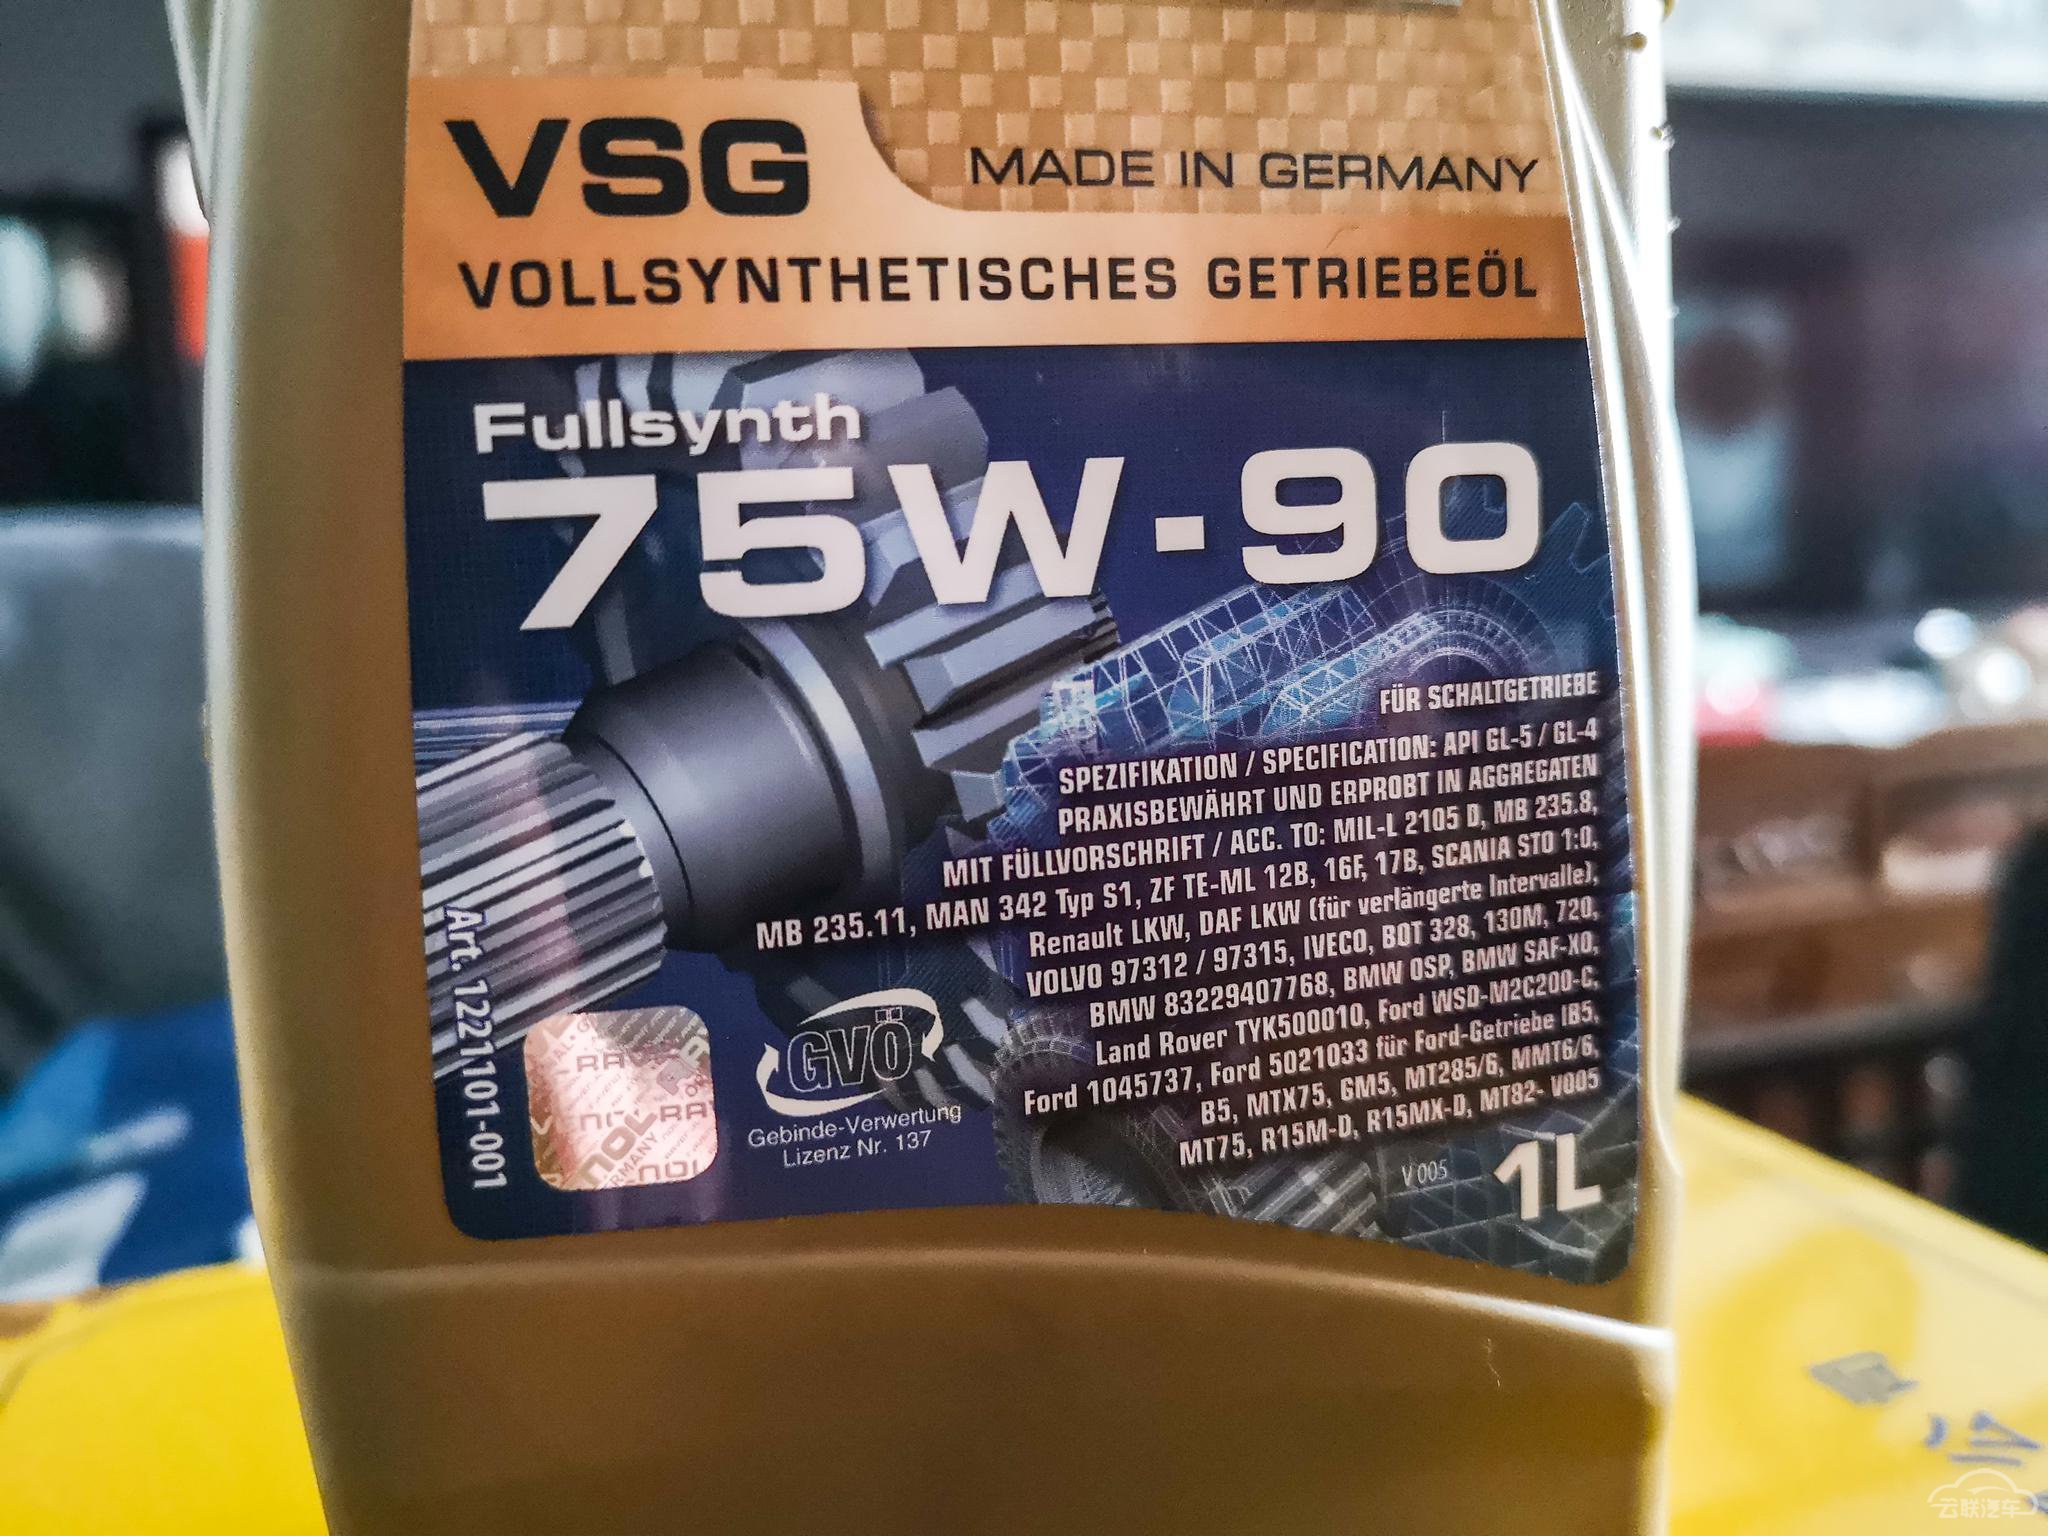 VSG
MADE IN GERMANY
VOLLSYNTHETISCHES GETRIEBEÖL
Fullsynth
75W-90
FÜR SCHALTGETRIEBE
SPEZIFIKATION / SPECIFICATION: API GL-5 / GL-4
PRAXISBEWÄHRT UND ERPROBT IN AGGREGATEN
MIT FÜLLVORSCHRIFT / ACC. TO: MIL-L 2105 D, MB 235.8,
MB 235.11, MAN 342 Typ S1, ZF TE-ML 12B, 16F, 17B, SCANIA STO 1:0,
Renault LKW, DAF LKW (für verlängerte Intervalle),
VOLVO 97312 / 97315, IVECO, BOT 328, 130M, 720,
BMW 83229407768, BMW OSP, BMW SAF-XO,
Land Rover TYK500010, Ford WSD-M2C200-C,
Ford 1045737, Ford 5021033 für Ford-Getriebe IB5,
B5, MTX75, GM5, MT285/6, MMT6/6,
MT75, R15M-D, R15MX-D, MT82- V005
V 005
1L
Art. 1221101-001
GVÖ
Gebinde-Verwertung
Lizenz Nr. 137
云联汽车